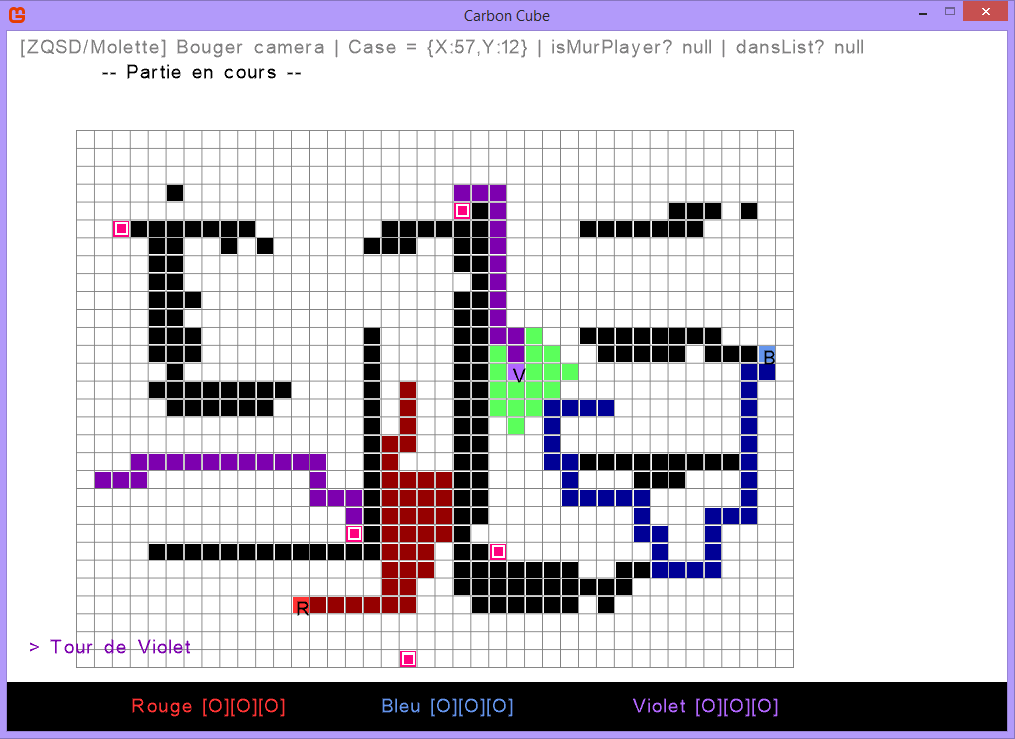 Carbon Cube
[ZQSD/Molette] Bouger camera | Case = {X:57,Y:12} | isMurPlayer? null | dansList? null
-- Partie en cours --
B
V
R
> Tour de Violet
Rouge [O][O][O] Bleu [O][O][O] Violet [O][O][O]